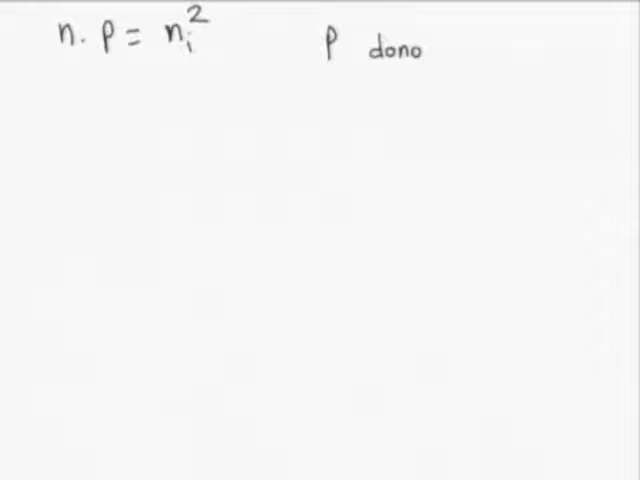 n. p = n_i^2 P dono